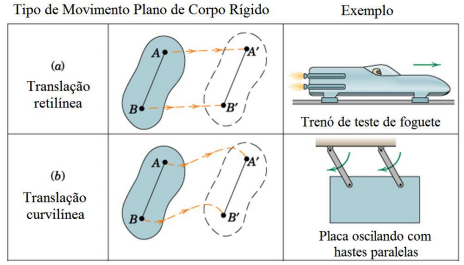 Tipo de Movimento Plano de Corpo Rígido
Exemplo
(a)
Translação
retilínea
A
A'
B
B'
Trenó de teste de foguete
(b)
Translação
curvilínea
A
A'
B
B'
Placa oscilando com
hastes paralelas